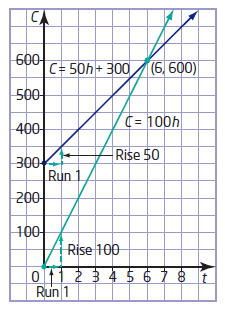 C
600
C = 50h + 300 (6, 600)
500
400
C = 100h
Rise 50
300
Run 1
200
100
Rise 100
0 1 2 3 4 5 6 7 8 t
Run 1